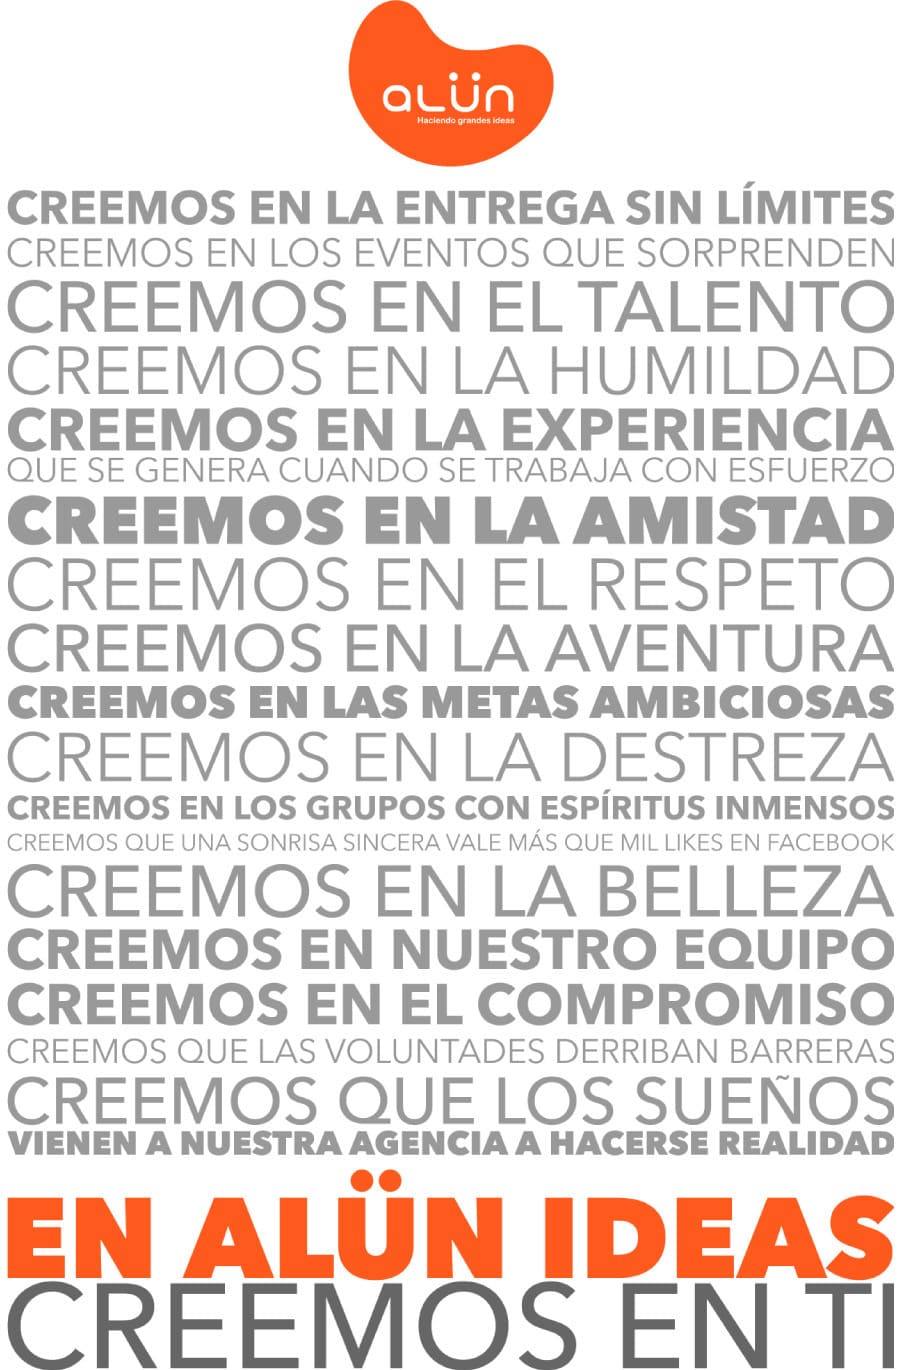 aLün
Haciendo grandes ideas
CREEMOS EN LA ENTREGA SIN LÍMITES
CREEMOS EN LOS EVENTOS QUE SORPRENDEN
CREEMOS EN EL TALENTO
CREEMOS EN LA HUMILDAD
CREEMOS EN LA EXPERIENCIA
QUE SE GENERA CUANDO SE TRABAJA CON ESFUERZO
CREEMOS EN LA AMISTAD
CREEMOS EN EL RESPETO
CREEMOS EN LA AVENTURA
CREEMOS EN LAS METAS AMBICIOSAS
CREEMOS EN LA DESTREZA
CREEMOS EN LOS GRUPOS CON ESPÍRITUS INMENSOS
CREEMOS QUE UNA SONRISA SINCERA VALE MÁS QUE MIL LIKES EN FACEBOOK
CREEMOS EN LA BELLEZA
CREEMOS EN NUESTRO EQUIPO
CREEMOS EN EL COMPROMISO
CREEMOS QUE LAS VOLUNTADES DERRIBAN BARRERAS
CREEMOS QUE LOS SUEÑOS
VIENEN A NUESTRA AGENCIA A HACERSE REALIDAD
EN ALÜN IDEAS
CREEMOS EN TI